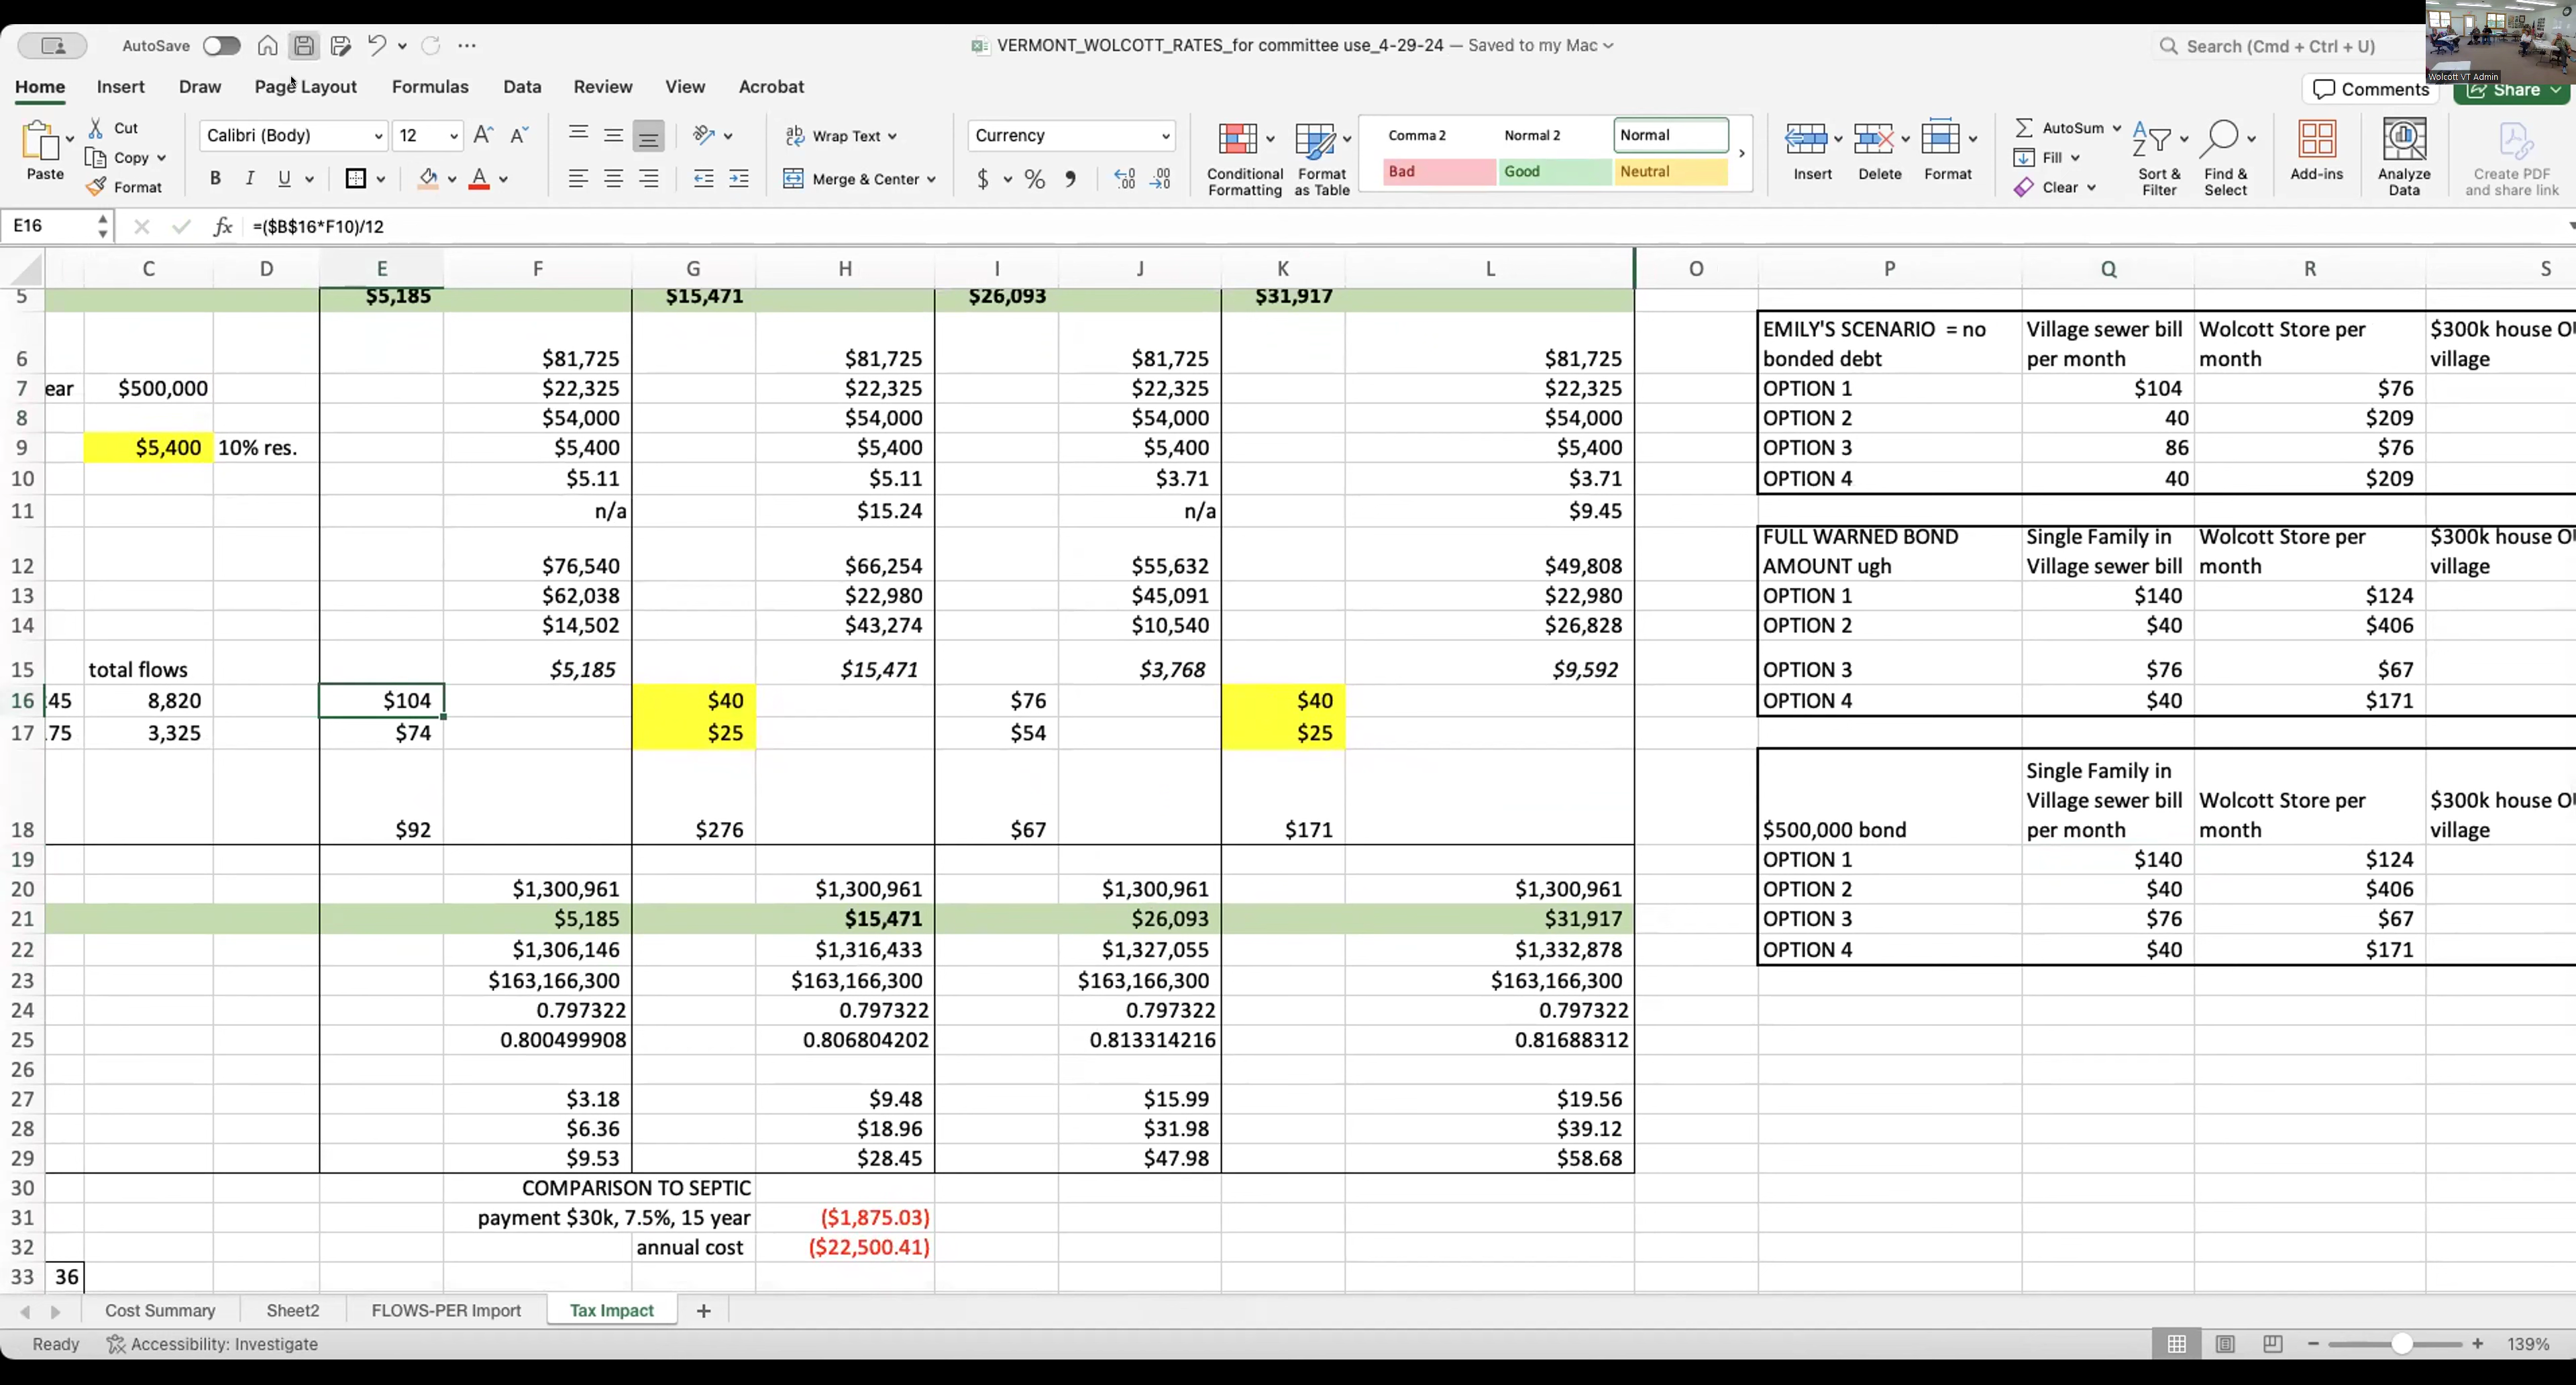 AutoSave
VERMONT_WOLCOTT_RATES_for committee use_4-29-24 — Saved to my Mac
Search (Cmd + Ctrl + U)
Wolcott VT Admin
Home Insert Draw Page Layout Formulas Data Review View Acrobat
Comments Share
Paste Cut Copy Format
Calibri (Body) 12
B I U
Wrap Text
Merge & Center
Currency
$ %
Conditional Formatting
Format as Table
Comma 2 Normal 2 Normal
Bad Good Neutral
Insert Delete Format
AutoSum
Fill
Clear
Sort & Filter
Find & Select
Add-ins
Analyze Data
Create PDF and share link
E16 fx =($B$16*F10)/12
C D E F G H I J K L O P Q R S
5 $5,185 $15,471 $26,093 $31,917
EMILY'S SCENARIO = no bonded debt Village sewer bill per month Wolcott Store per month $300k house village
6 $81,725 $81,725 $81,725 $81,725
7 ear $500,000 $22,325 $22,325 $22,325 $22,325 OPTION 1 $104 $76
8 $54,000 $54,000 $54,000 $54,000 OPTION 2 40 $209
9 $5,400 10% res. $5,400 $5,400 $5,400 $5,400 OPTION 3 86 $76
10 $5.11 $5.11 $3.71 $3.71 OPTION 4 40 $209
11 n/a $15.24 n/a $9.45
FULL WARNED BOND AMOUNT ugh Single Family in Village sewer bill Wolcott Store per month $300k house village
12 $76,540 $66,254 $55,632 $49,808
13 $62,038 $22,980 $45,091 $22,980 OPTION 1 $140 $124
14 $14,502 $43,274 $10,540 $26,828 OPTION 2 $40 $406
15 total flows $5,185 $15,471 $3,768 $9,592 OPTION 3 $76 $67
16 45 8,820 $104 $40 $76 $40 OPTION 4 $40 $171
17 .75 3,325 $74 $25 $54 $25
18 $92 $276 $67 $171 $500,000 bond Single Family in Village sewer bill per month Wolcott Store per month $300k house village
19 OPTION 1 $140 $124
20 $1,300,961 $1,300,961 $1,300,961 $1,300,961 OPTION 2 $40 $406
21 $5,185 $15,471 $26,093 $31,917 OPTION 3 $76 $67
22 $1,306,146 $1,316,433 $1,327,055 $1,332,878 OPTION 4 $40 $171
23 $163,166,300 $163,166,300 $163,166,300 $163,166,300
24 0.797322 0.797322 0.797322 0.797322
25 0.800499908 0.806804202 0.813314216 0.81688312
26
27 $3.18 $9.48 $15.99 $19.56
28 $6.36 $18.96 $31.98 $39.12
29 $9.53 $28.45 $47.98 $58.68
30 COMPARISON TO SEPTIC
31 payment $30k, 7.5%, 15 year ($1,875.03)
32 annual cost ($22,500.41)
33 36
Cost Summary Sheet2 FLOWS-PER Import Tax Impact +
Ready Accessibility: Investigate 139%